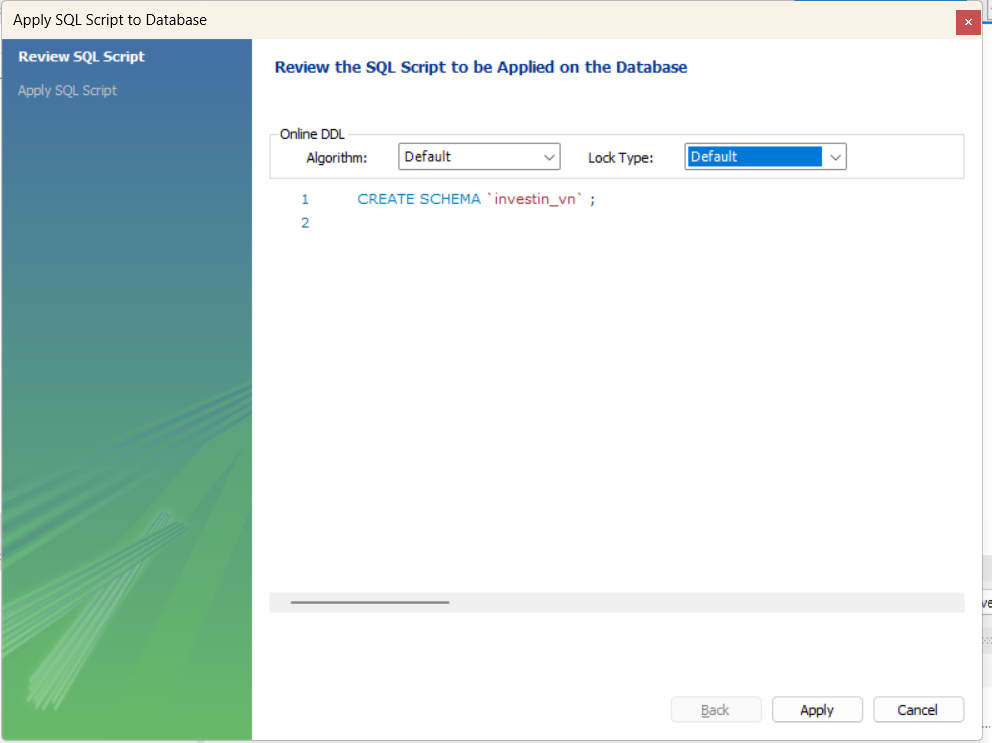 Apply SQL Script to Database
Review SQL Script
Apply SQL Script
Review the SQL Script to be Applied on the Database
Online DDL
Algorithm: Default Lock Type: Default
1 CREATE SCHEMA `investin_vn` ;
2
Back Apply Cancel